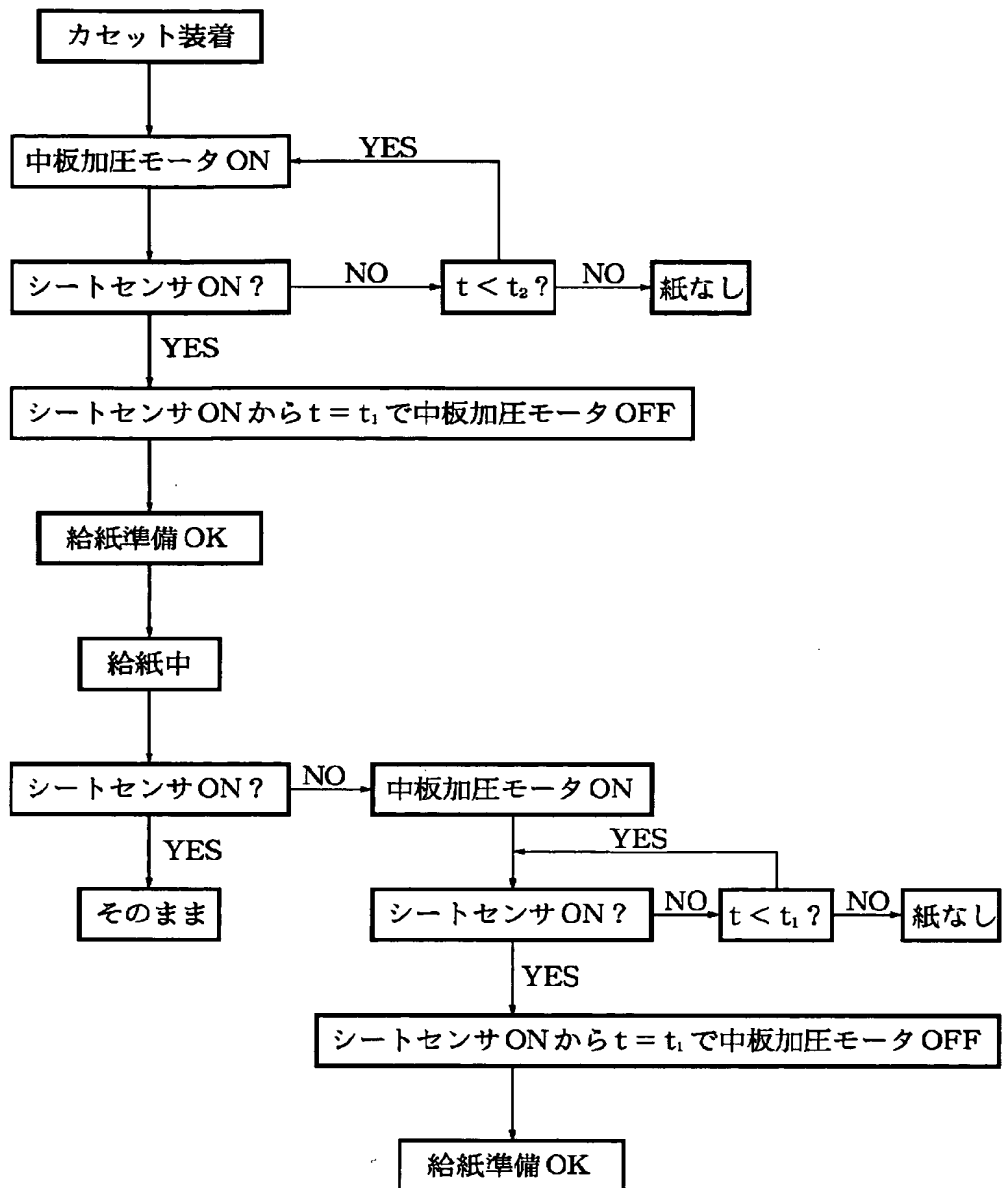 カセット装着
中板加圧モータON
YES
シートセンサON?
NO
t < t₂ ?
NO
紙なし
YES
シートセンサONからt = t₁で中板加圧モータOFF
給紙準備OK
給紙中
シートセンサON?
NO
中板加圧モータON
YES
YES
そのまま
シートセンサON?
NO
t < t₁ ?
NO
紙なし
YES
シートセンサONからt = t₁で中板加圧モータOFF
給紙準備OK